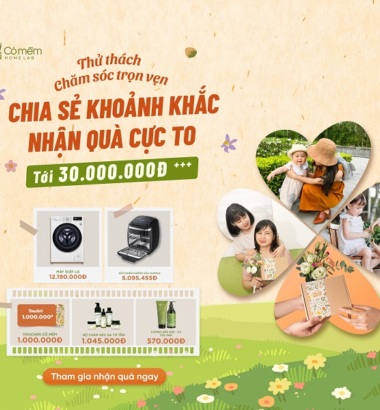 Cỏ mềm
HOMELAB
Thử thách
Chăm sóc trọn vẹn
CHIA SẺ KHOẢNH KHẮC
NHẬN QUÀ CỰC TO
Tới 30.000.000Đ +++
MÁY GIẶT LG
12.190.000Đ
5.095.455Đ
Voucher
1.000.000đ
VOUCHER CỎ MỀM
1.000.000Đ
1.045.000Đ
570.000Đ
Tham gia nhận quà ngay